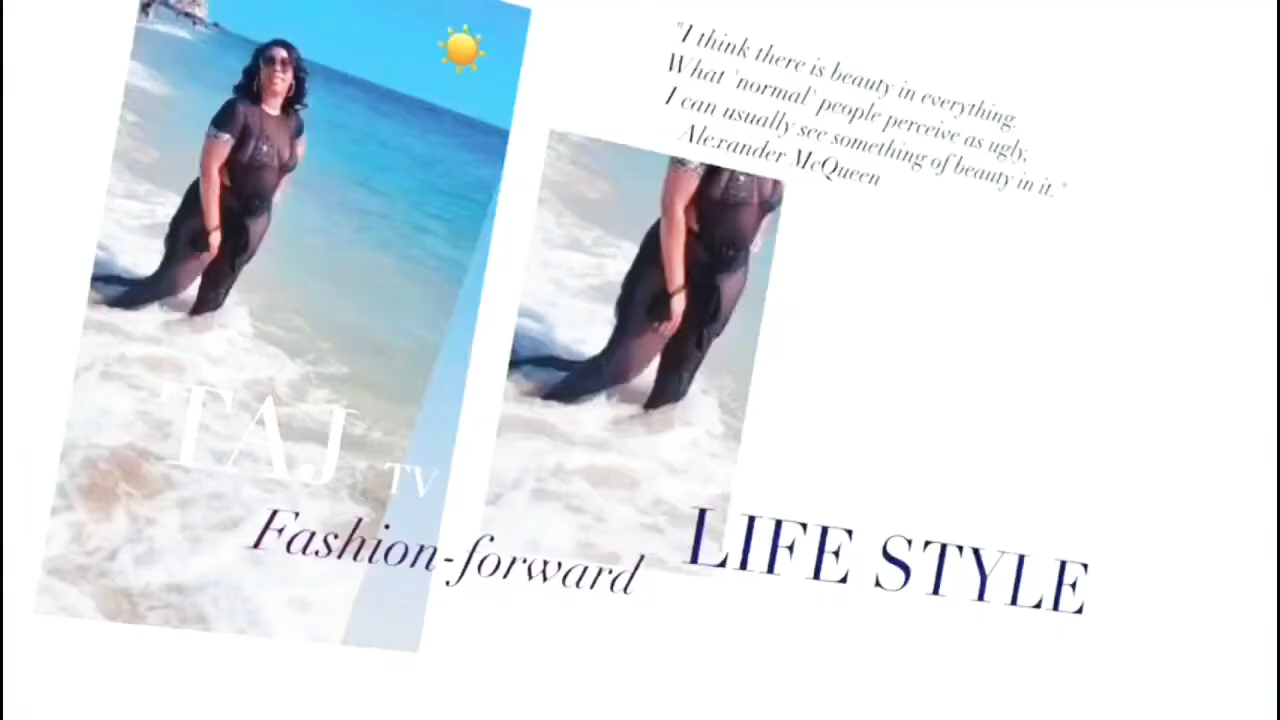 "I think there is beauty in everything.
What 'normal' people perceive as ugly,
I can usually see something of beauty in it."
Alexander McQueen
TAJ TV
Fashion-forward
LIFE STYLE